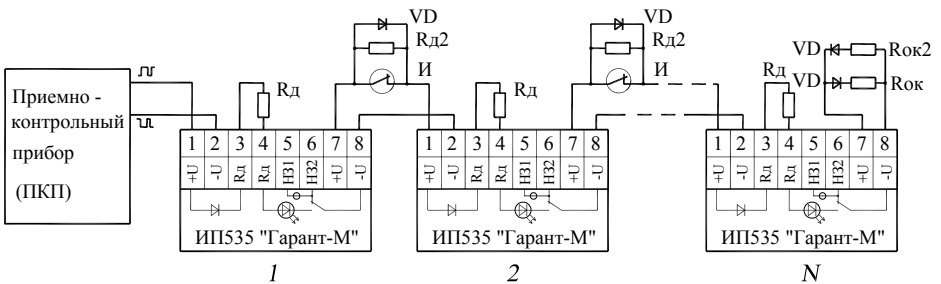 VD
Rд2
И
VD
Rд2
И
VD
Rок2
VD
Rок
Приемно -
контрольный
прибор
(ПКП)
Rд
Rд
Rд
1 2 3 4 5 6 7 8
+U -U Rд Rд НЗ1 НЗ2 +U -U
ИП535 "Гарант-М"
1
1 2 3 4 5 6 7 8
+U -U Rд Rд НЗ1 НЗ2 +U -U
ИП535 "Гарант-М"
2
1 2 3 4 5 6 7 8
+U -U Rд Rд НЗ1 НЗ2 +U -U
ИП535 "Гарант-М"
N